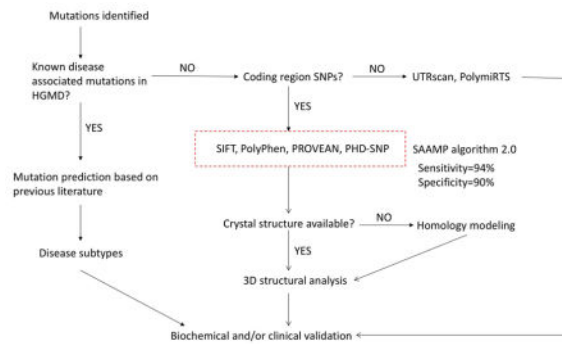 Mutations identified
Known disease
associated mutations in
HGMD?
NO
Coding region SNPs?
NO
UTRscan, PolymiRTS
YES
YES
SIFT, PolyPhen, PROVEAN, PHD-SNP
SAAMP algorithm 2.0
Sensitivity=94%
Specificity=90%
Mutation prediction based on
previous literature
Crystal structure available?
NO
Homology modeling
Disease subtypes
YES
3D structural analysis
Biochemical and/or clinical validation